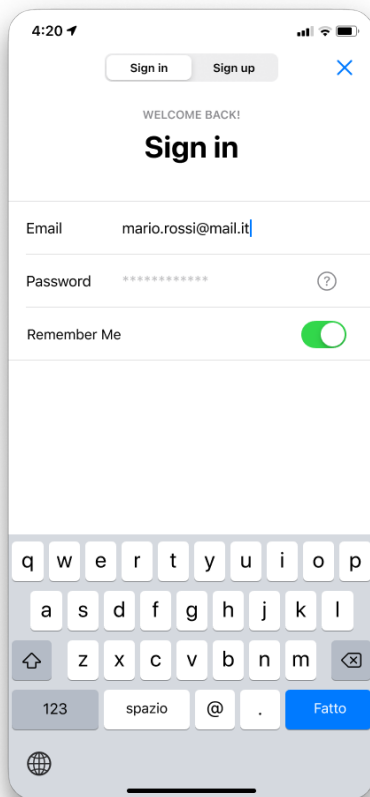 4:20
Sign in Sign up
WELCOME BACK!
Sign in
Email mario.rossi@mail.it
Password ************
?
Remember Me
q w e r t y u i o p
a s d f g h j k l
z x c v b n m
123 spazio @ . Fatto